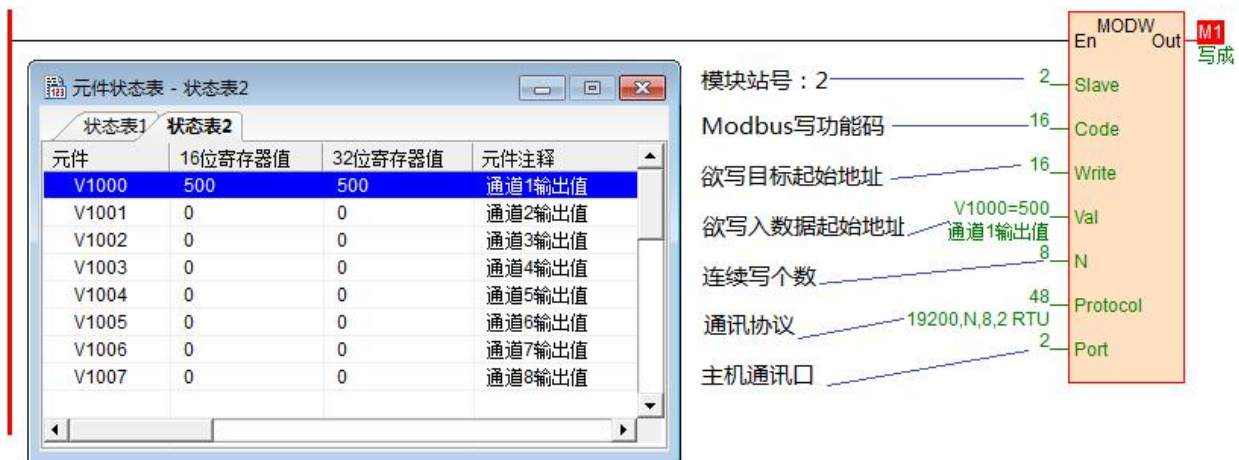 元件状态表 - 状态表2
状态表1 状态表2
元件 16位寄存器值 32位寄存器值 元件注释
V1000 500 500 通道1输出值
V1001 0 0 通道2输出值
V1002 0 0 通道3输出值
V1003 0 0 通道4输出值
V1004 0 0 通道5输出值
V1005 0 0 通道6输出值
V1006 0 0 通道7输出值
V1007 0 0 通道8输出值
模块站号：2
Modbus写功能码
欲写目标起始地址
欲写入数据起始地址
连续写个数
通讯协议
主机通讯口
MODW
En Out M1
写成
2 Slave
16 Code
16 Write
V1000=500 Val
通道1输出值
8 N
48 Protocol
19200,N,8,2 RTU
2 Port